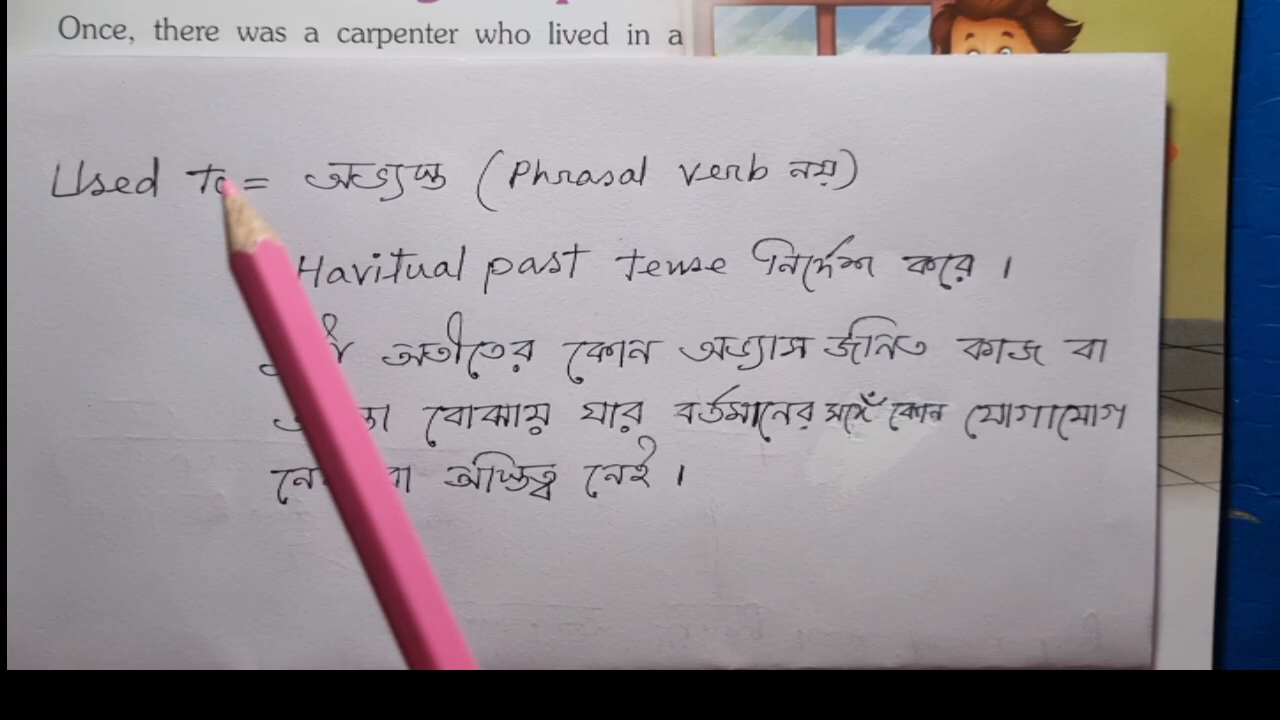 Once, there was a carpenter who lived in a
Used To = অভ্যস্ত (Phrasal verb নয়)
Havitual past tense নির্দেশ করে।
অতীতের কোন অভ্যাস জনিত কাজ বা
বোঝায় যার বর্তমানের সঙ্গে কোন যোগাযোগ
বা অস্তিত্ব নেই।